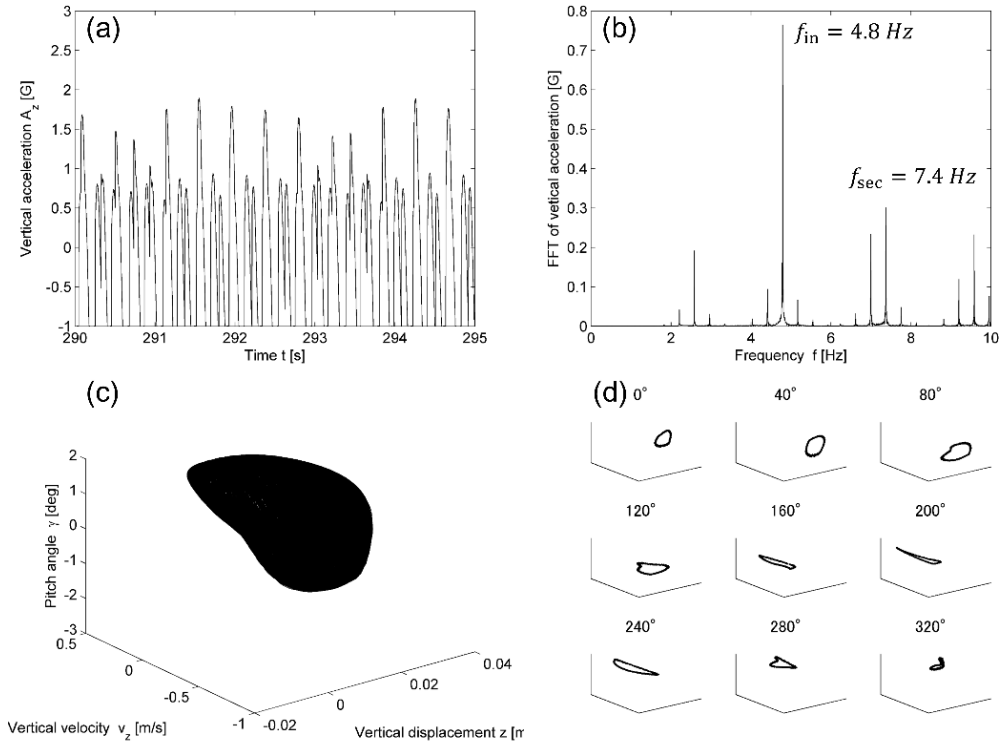 (a)
3
2.5
2
1.5
1
0.5
0
-0.5
-1
290 291 292 293 294 295
Time t [s]
Vertical acceleration A_z [G]
(b)
f_in = 4.8 Hz
f_sec = 7.4 Hz
0.8
0.7
0.6
0.5
0.4
0.3
0.2
0.1
0
0 2 4 6 8 10
Frequency f [Hz]
FFT of vetical acceleration [G]
(c)
2
1
0
-1
-2
-3
Pitch angle γ [deg]
0.5
0
-0.5
-1
Vertical velocity v_z [m/s]
-0.02
0
0.02
0.04
Vertical displacement z [m
(d)
0° 40° 80°
120° 160° 200°
240° 280° 320°